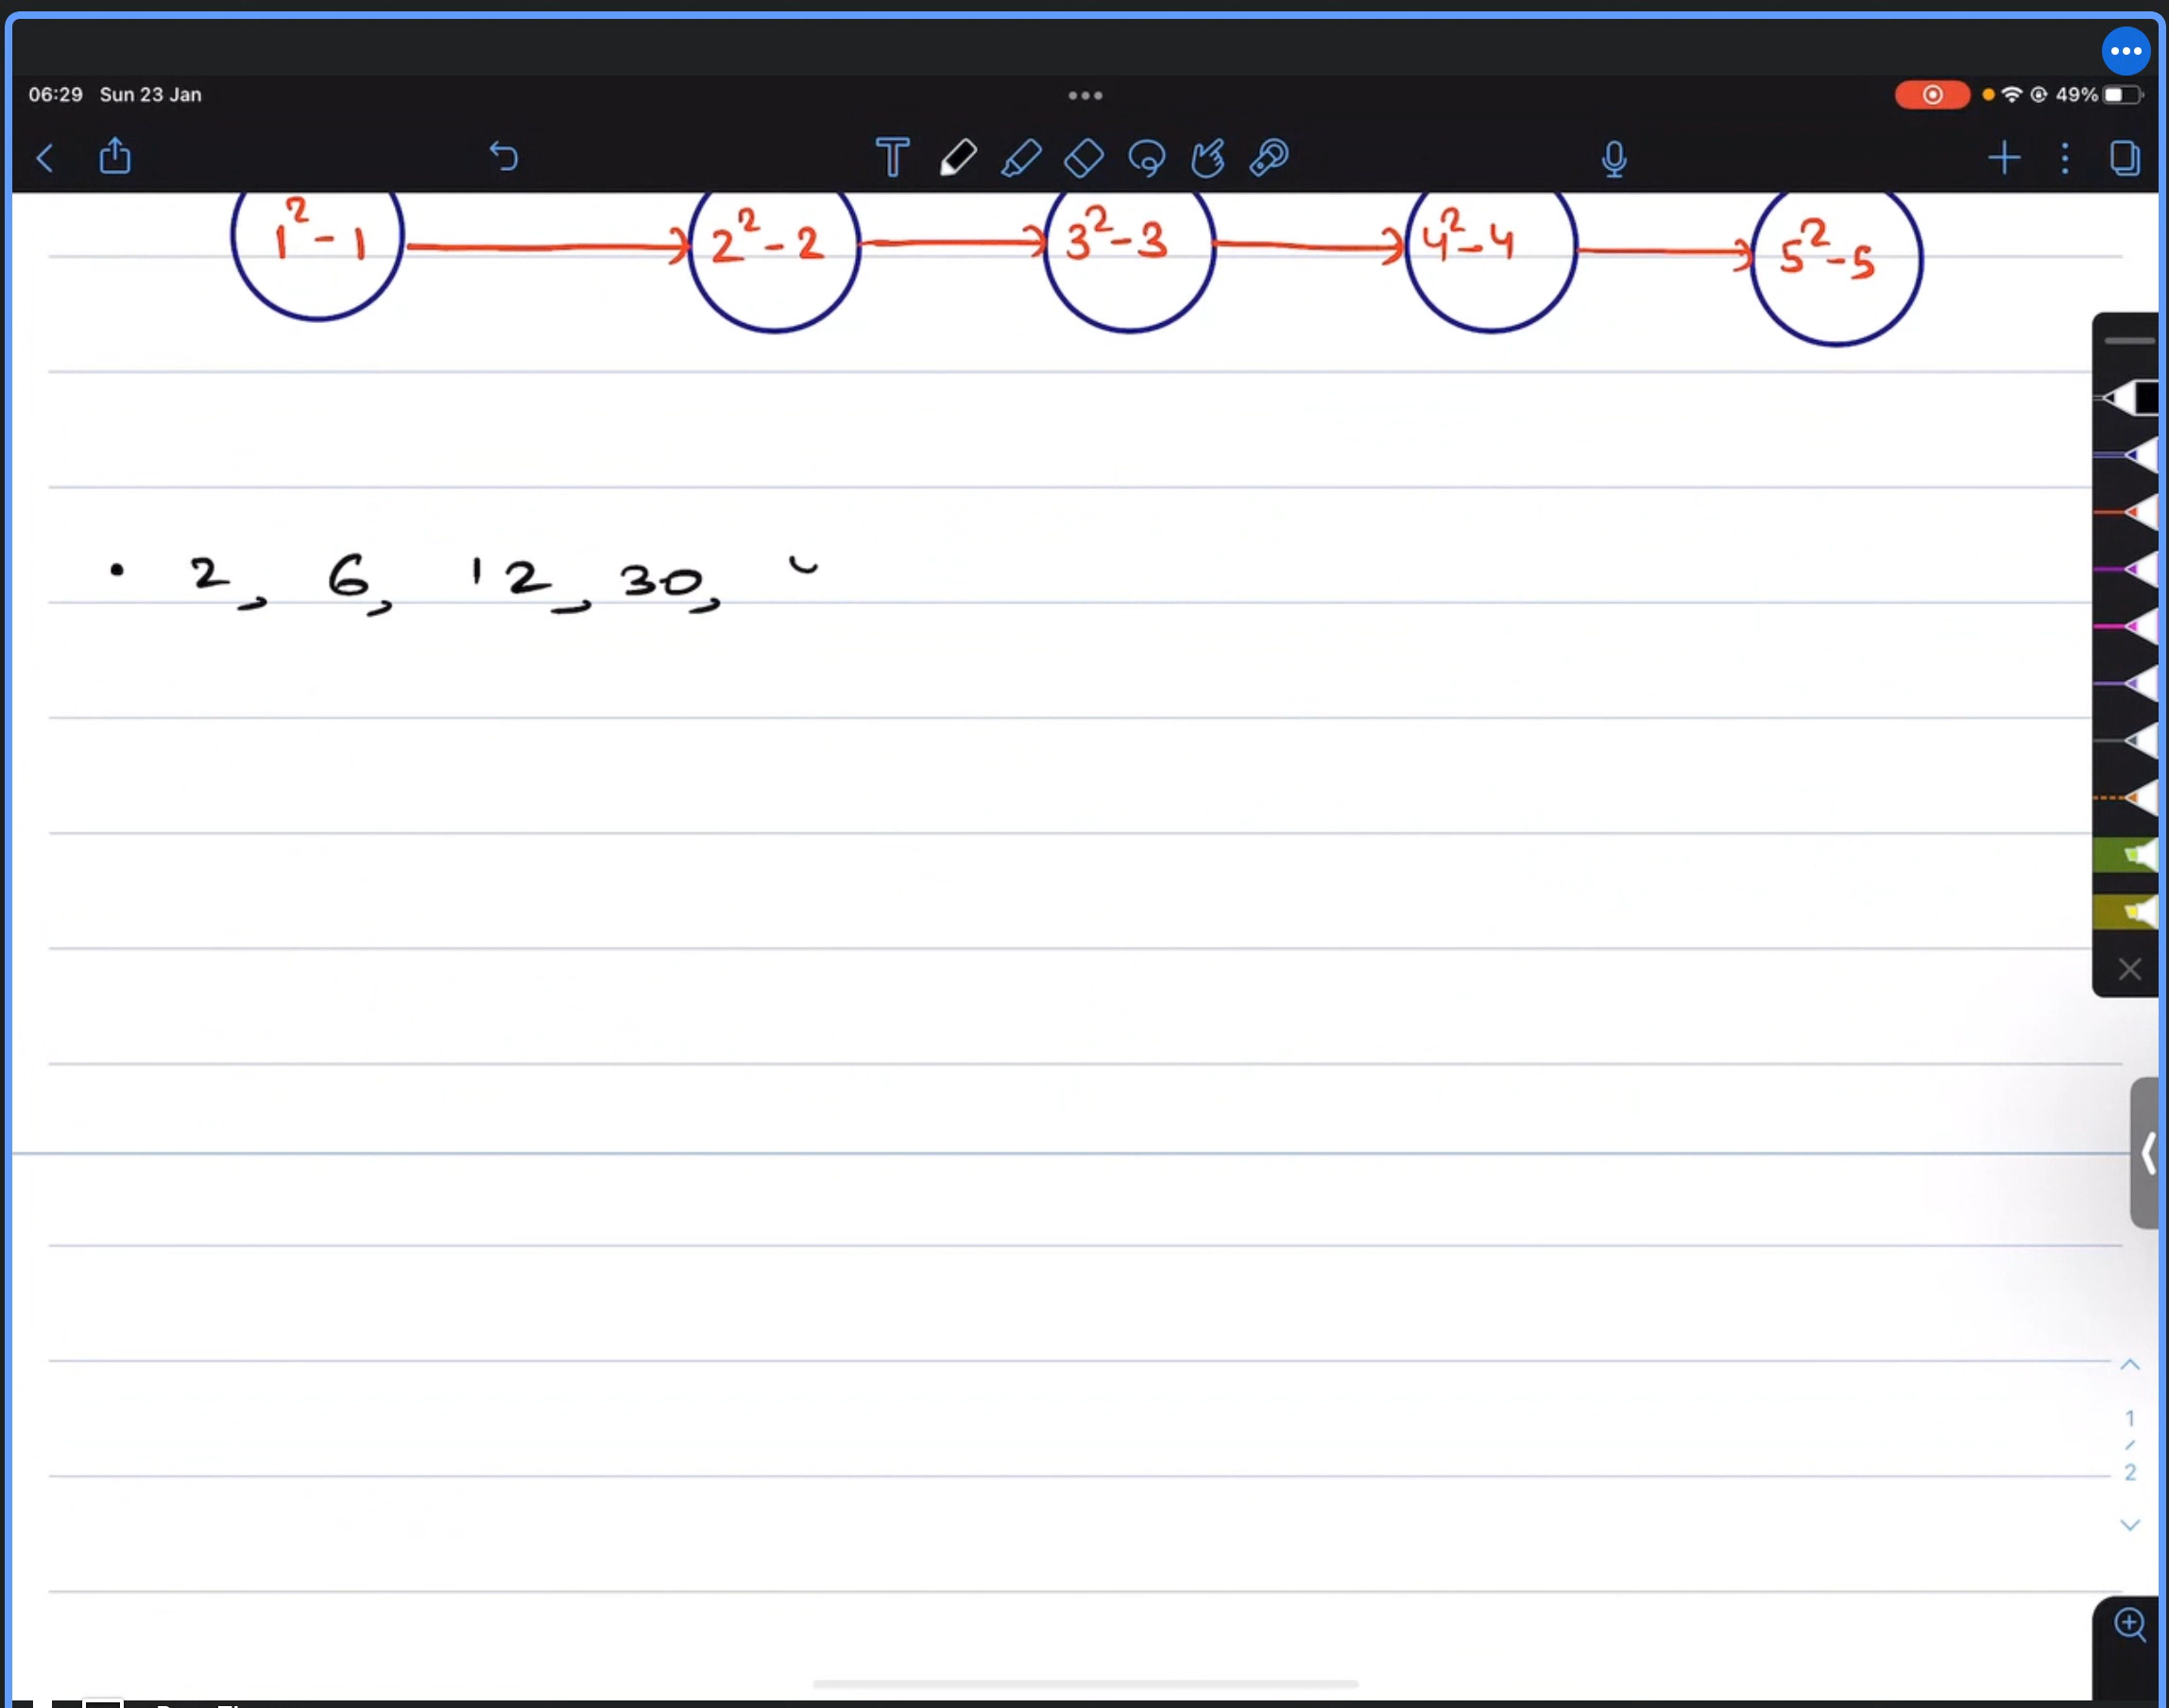 06:29 Sun 23 Jan 49%
1² - 1 → 2² - 2 → 3² - 3 → 4² - 4 → 5² - 5
• 2, 6, 12, 30,
1
/
2